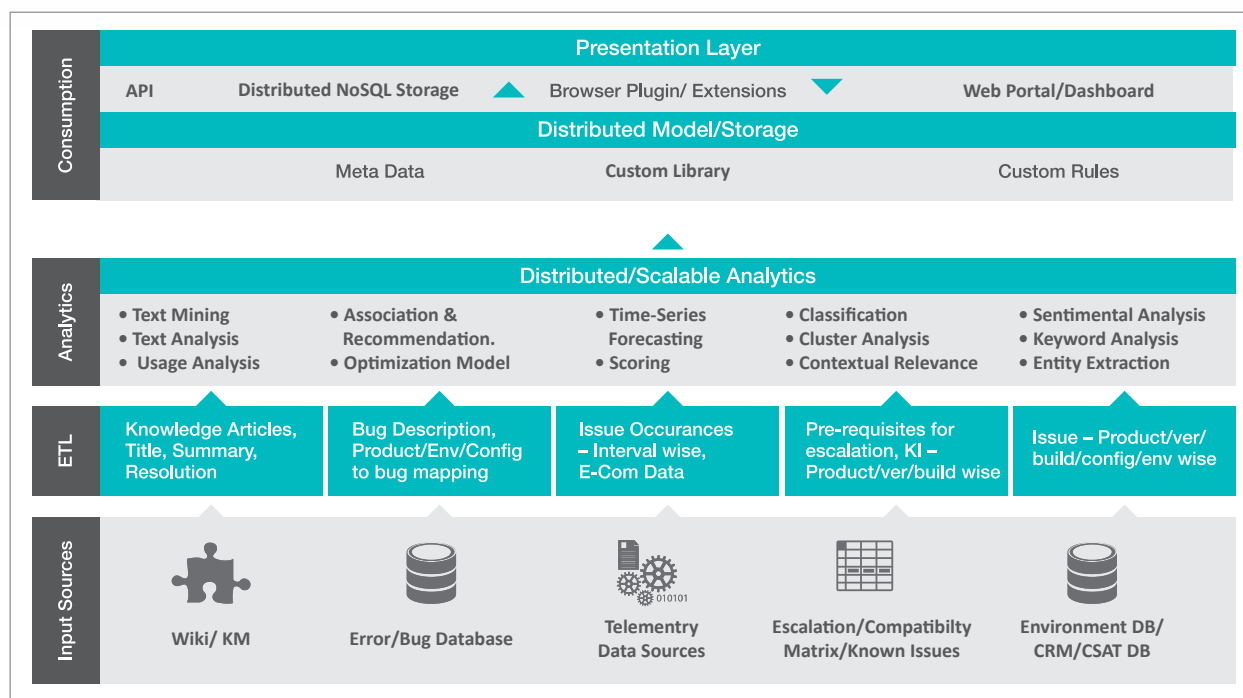 Consumption
Presentation Layer
API
Distributed NoSQL Storage
Browser Plugin/ Extensions
Web Portal/Dashboard
Distributed Model/Storage
Meta Data
Custom Library
Custom Rules
Analytics
Distributed/Scalable Analytics
• Text Mining
• Text Analysis
• Usage Analysis
• Association &
Recommendation.
• Optimization Model
• Time-Series
Forecasting
• Scoring
• Classification
• Cluster Analysis
• Contextual Relevance
• Sentimental Analysis
• Keyword Analysis
• Entity Extraction
ETL
Knowledge Articles,
Title, Summary,
Resolution
Bug Description,
Product/Env/Config
to bug mapping
Issue Occurances
– Interval wise,
E-Com Data
Pre-requisites for
escalation, KI –
Product/ver/build wise
Issue – Product/ver/
build/config/env wise
Input Sources
Wiki/ KM
Error/Bug Database
010101
Telementry
Data Sources
Escalation/Compatibilty
Matrix/Known Issues
Environment DB/
CRM/CSAT DB